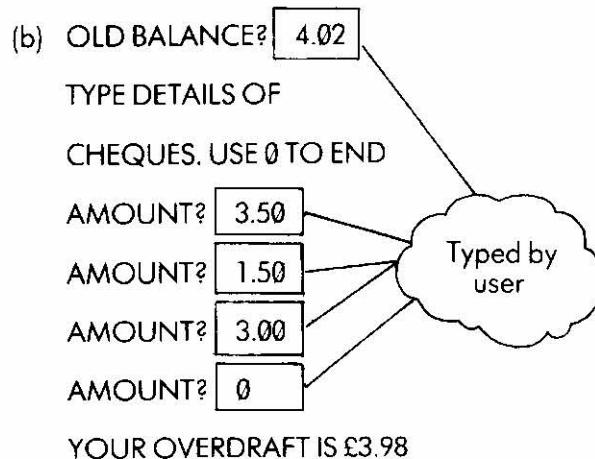 (b) OLD BALANCE? 4.02
TYPE DETAILS OF
CHEQUES. USE 0 TO END
AMOUNT? 3.50
AMOUNT? 1.50
AMOUNT? 3.00
AMOUNT? 0
YOUR OVERDRAFT IS £3.98
Typed by
user